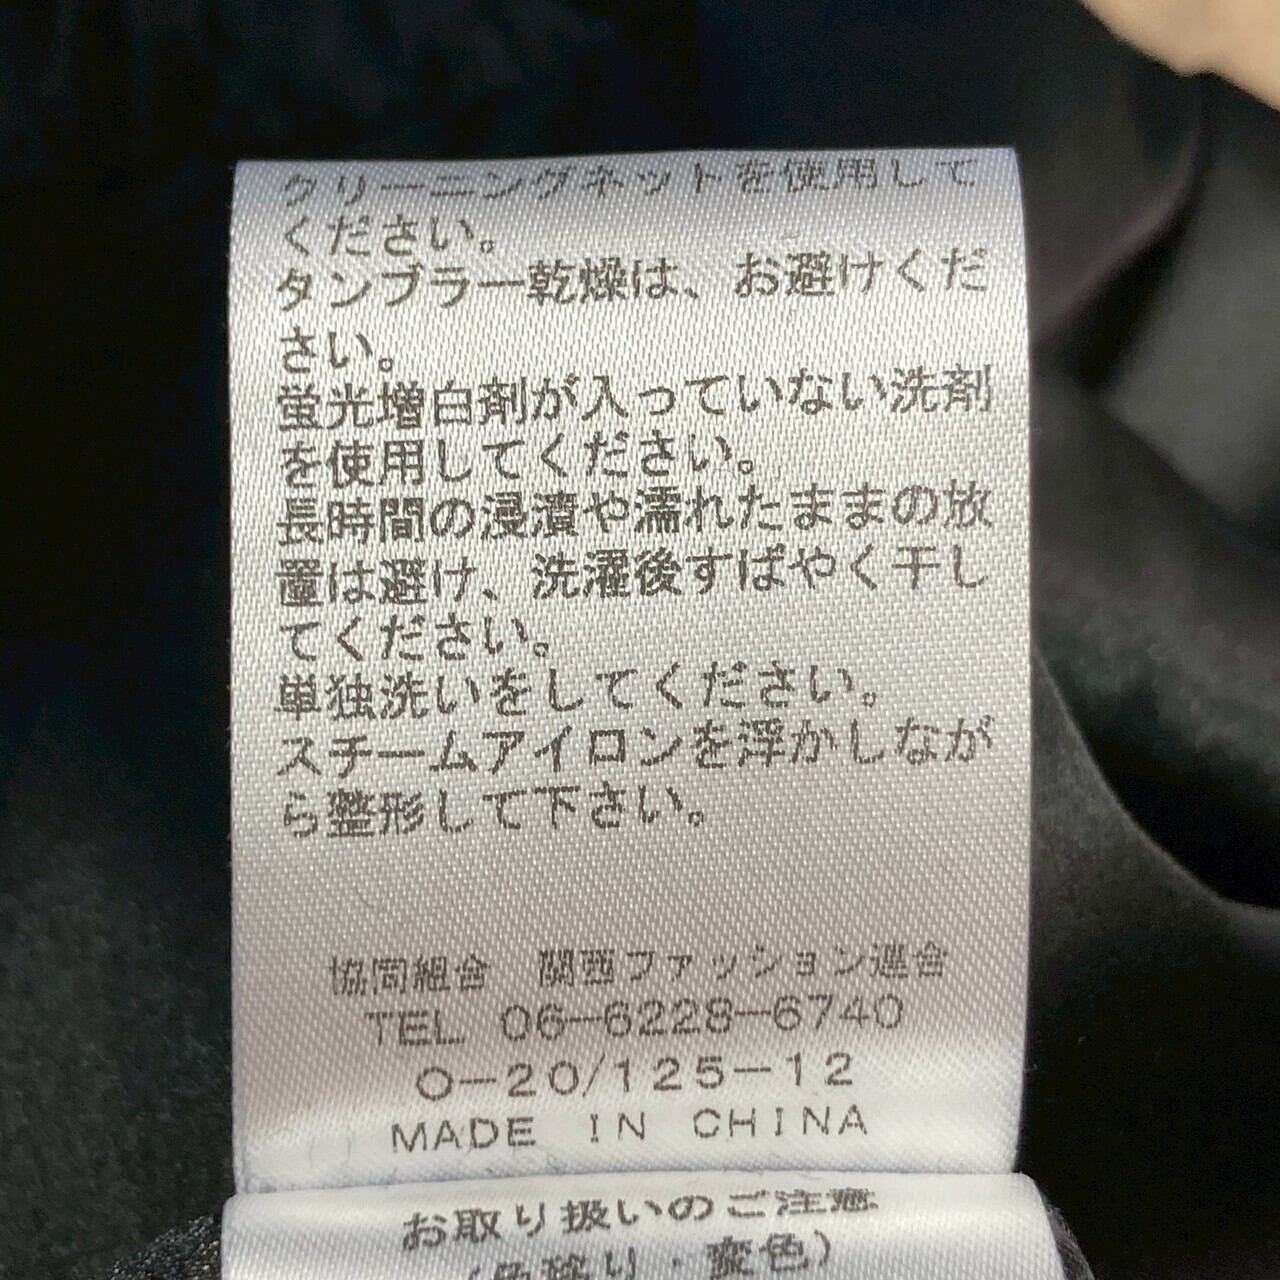 クリーニングネットを使用して
ください。
タンブラー乾燥は、お避けくだ
さい。
蛍光増白剤が入っていない洗剤
を使用してください。
長時間の浸漬や濡れたままの放
置は避け、洗濯後すばやく干し
てください。
単独洗いをしてください。
スチームアイロンを浮かしなが
ら整形して下さい。
協同組合 関西ファッション連合
TEL 06-6228-6740
O-20/125-12
MADE IN CHINA
お取り扱いのご注意
(色移り・変色)